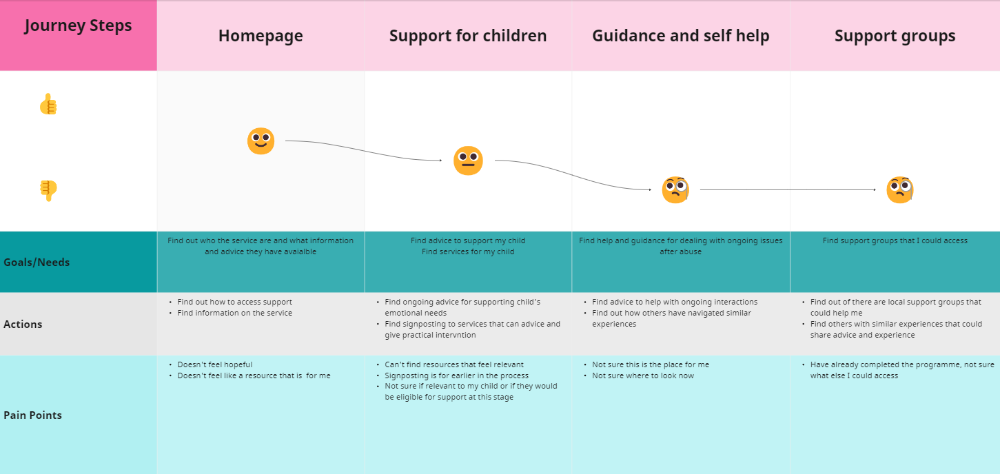 Journey Steps
Homepage
Support for children
Guidance and self help
Support groups
Goals/Needs
Find out who the service are and what information
and advice they have avaialble
Find advice to support my child
Find services for my child
Find help and guidance for dealing with ongoing issues
after abuse
Find support groups that I could access
Actions
• Find out how to access support
• Find information on the service
• Find ongoing advice for supporting child's
emotional needs
• Find signposting to services that can advice and
give practical intervntion
• Find advice to help with ongoing interactions
• Find out how others have navigated similar
experiences
• Find out of there are local support groups that
could help me
• Find others with similar experiences that could
share advice and experience
Pain Points
• Doesn't feel hopeful
• Doesn't feel like a resource that is for me
• Can't find resources that feel relevant
• Signposting is for earlier in the process
• Not sure if relevant to my child or if they would
be eligible for support at this stage
• Not sure this is the place for me
• Not sure where to look now
• Have already completed the programme, not sure
what else I could access